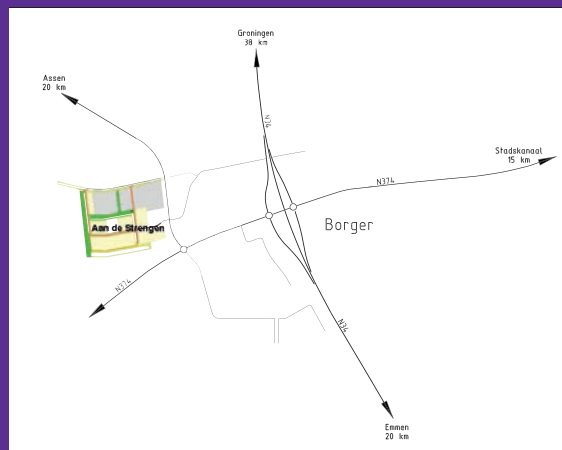 Groningen
38 km
Assen
20 km
N34
Stadskanaal
15 km
N374
Aan de Strengen
Borger
N374
N34
Emmen
20 km